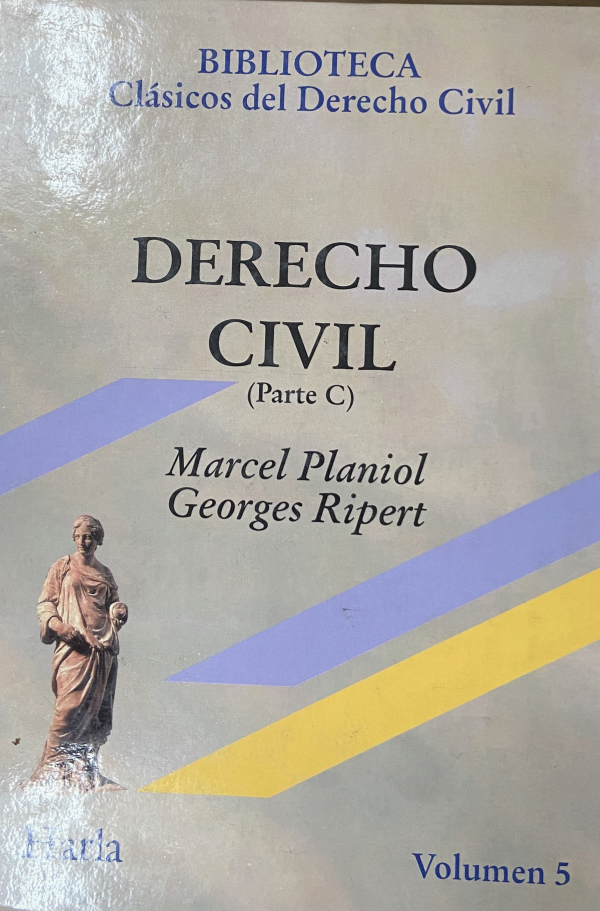 BIBLIOTECA
Clásicos del Derecho Civil
DERECHO
CIVIL
(Parte C)
Marcel Planiol
Georges Ripert
Harla
Volumen 5